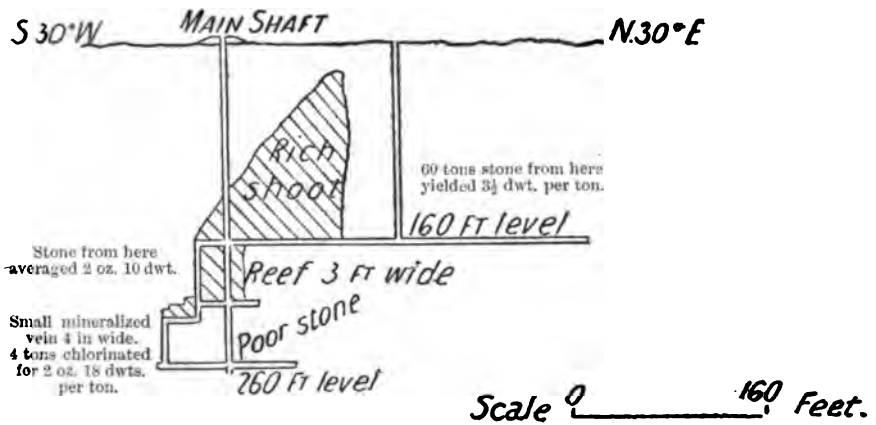 S 30° W
MAIN SHAFT
N. 30° E
Rich
shoot
60 tons stone from here
yielded 3½ dwt. per ton.
160 FT level
Stone from here
averaged 2 oz. 10 dwt.
Reef 3 FT wide
Small mineralized
vein 4 in wide.
4 tons chlorinated
for 2 oz. 18 dwts.
per ton.
Poor stone
260 FT level
Scale 0 160 Feet.